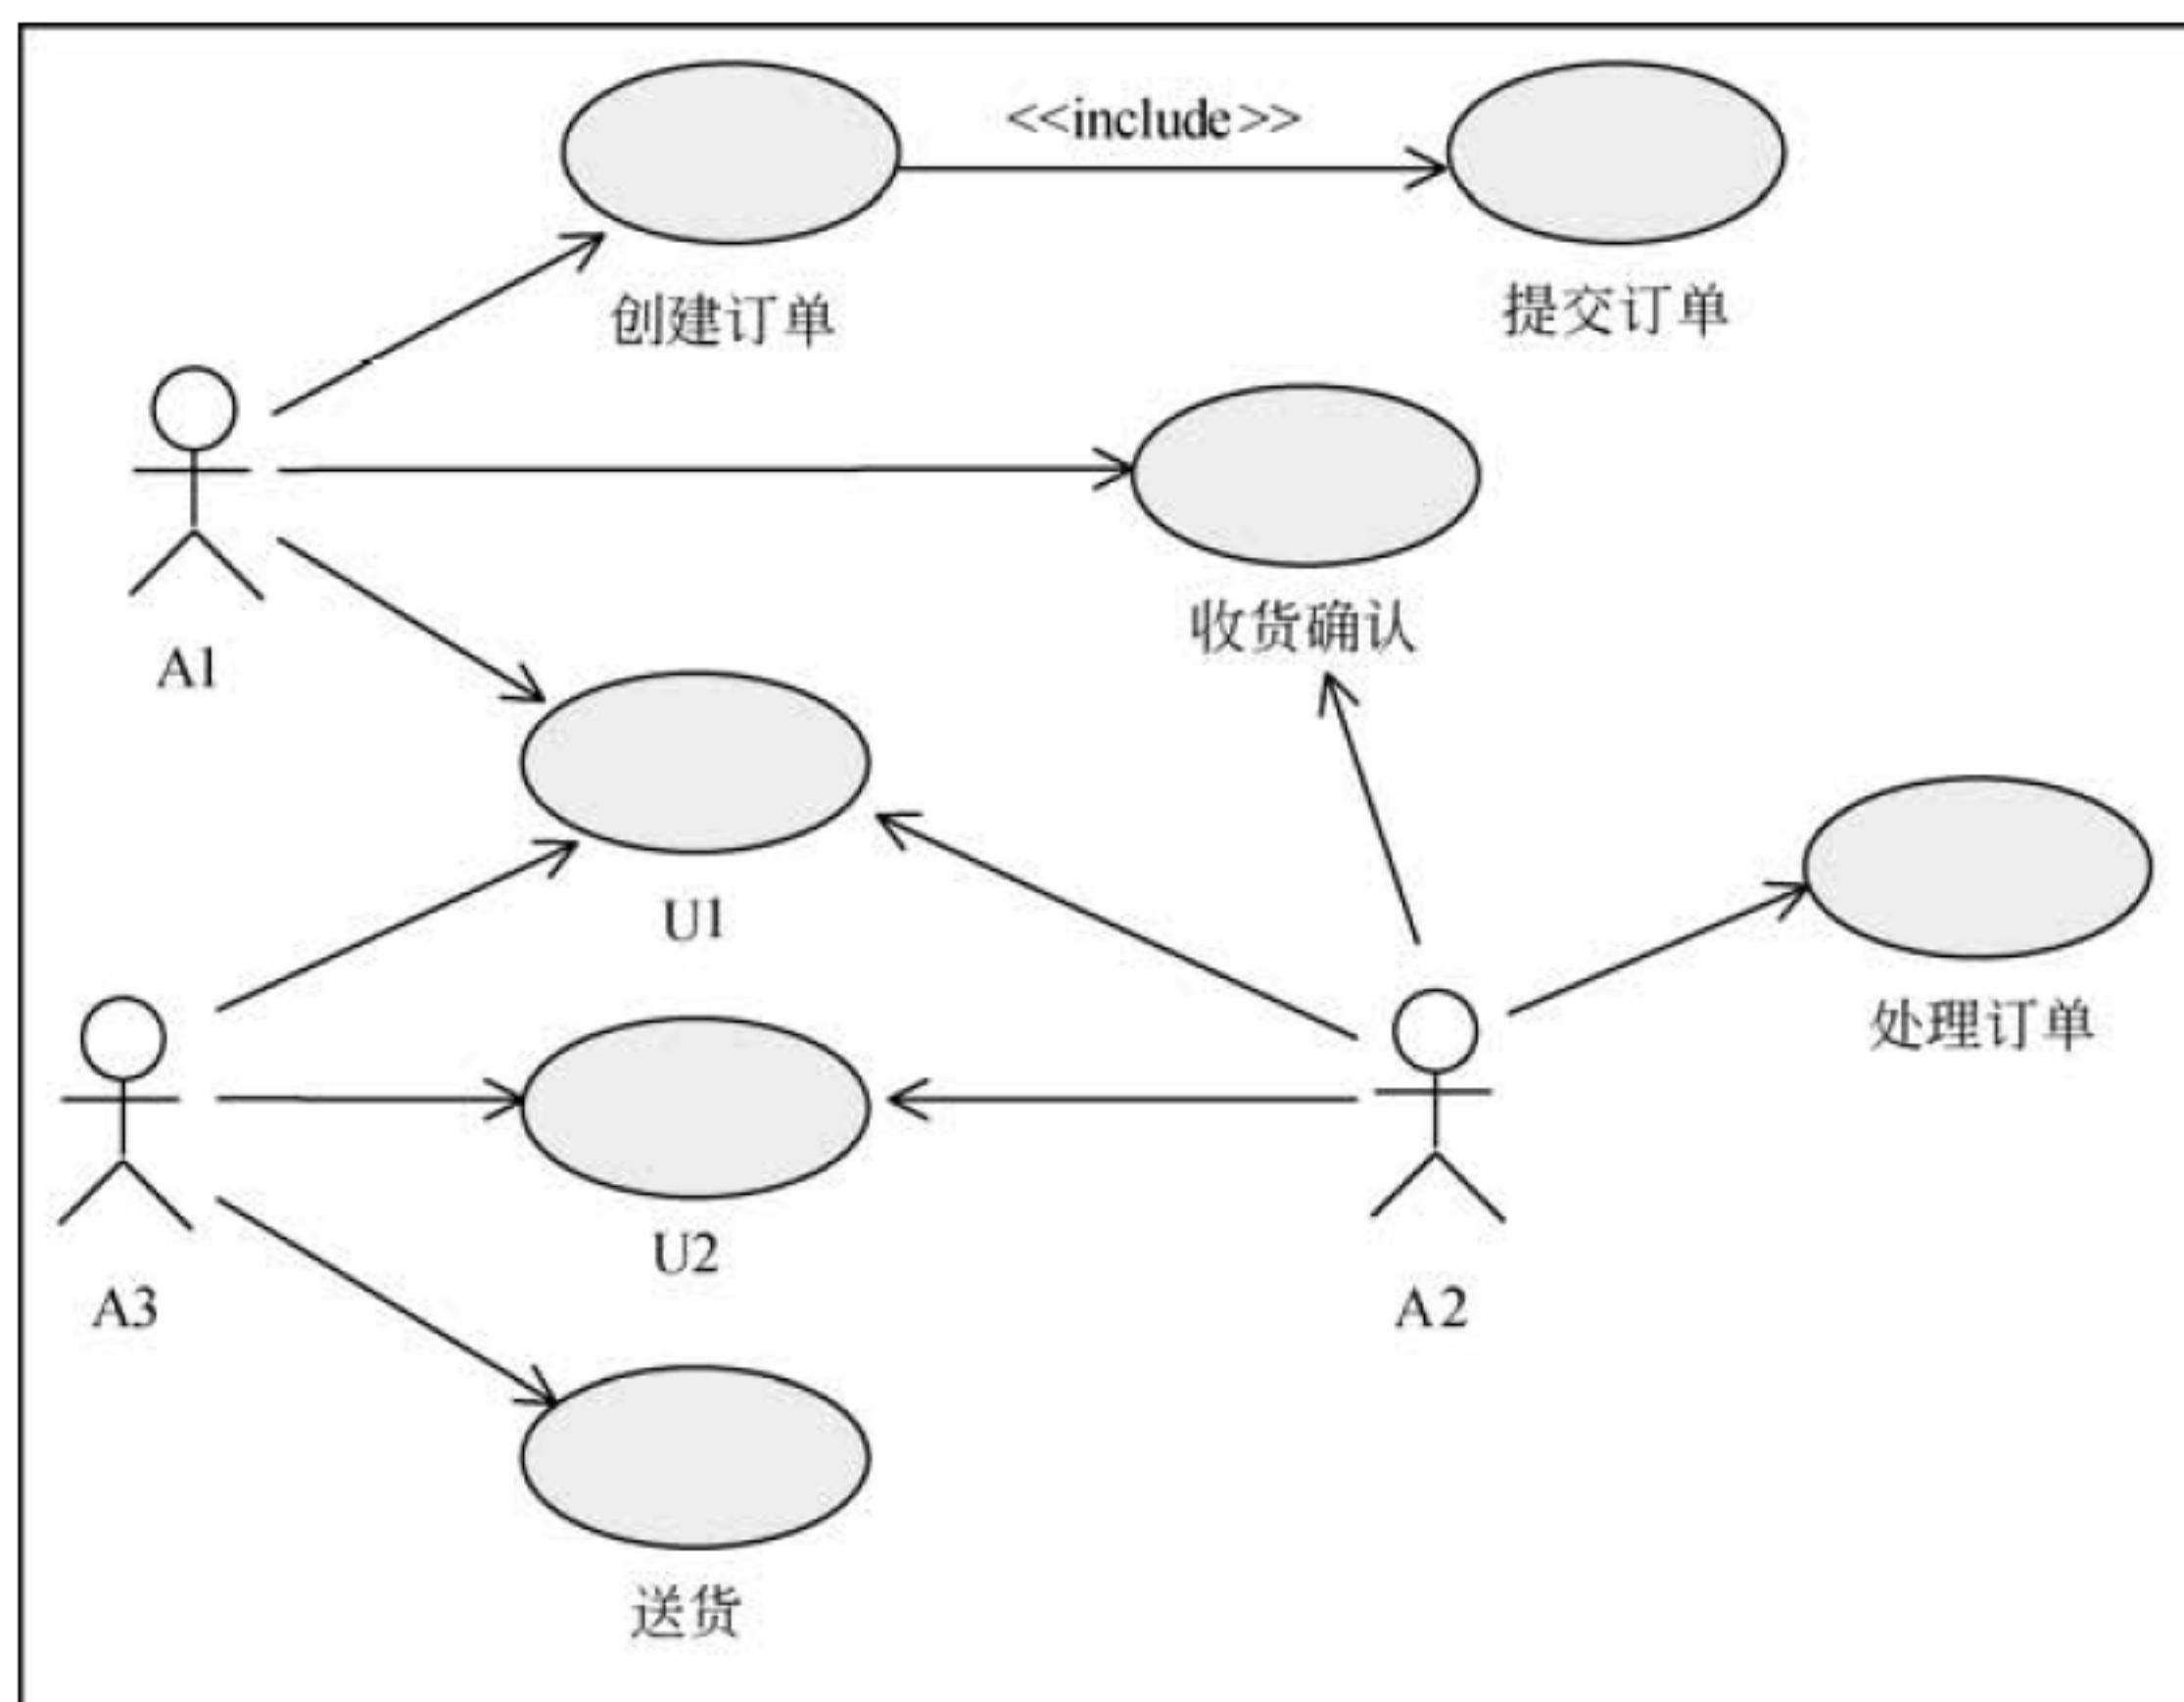 <<include>>
创建订单
提交订单
收货确认
A1
U1
处理订单
U2
A3
A2
送货